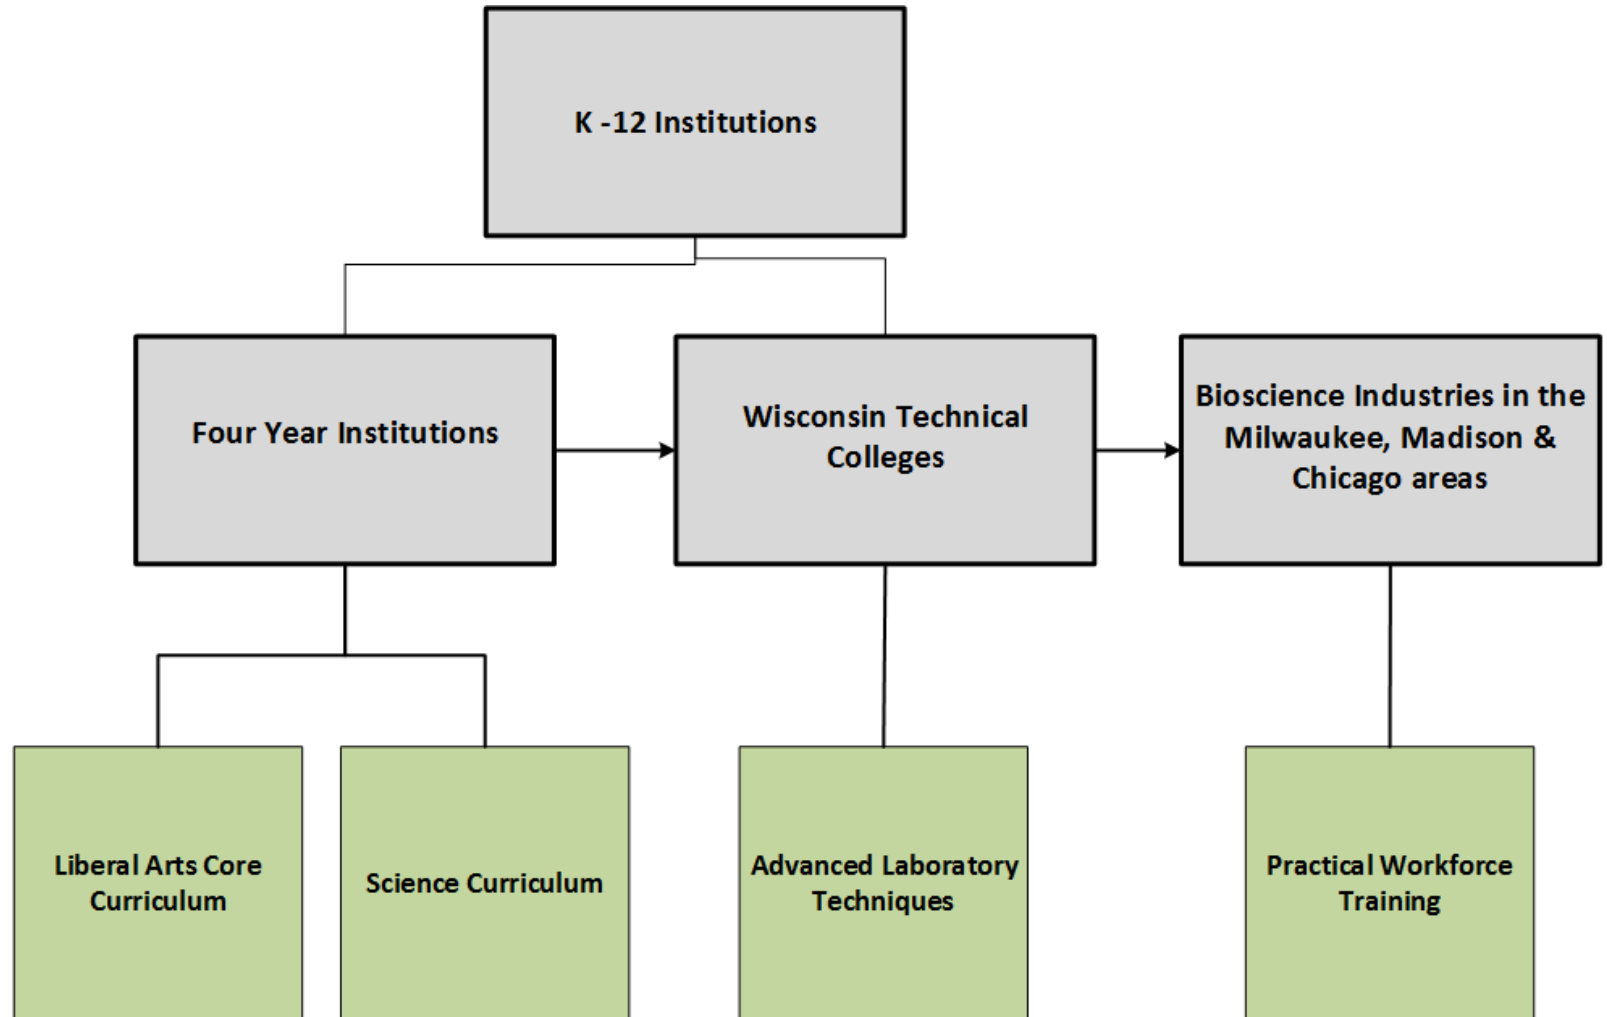 K -12 Institutions
Four Year Institutions
Wisconsin Technical
Colleges
Bioscience Industries in the
Milwaukee, Madison &
Chicago areas
Liberal Arts Core
Curriculum
Science Curriculum
Advanced Laboratory
Techniques
Practical Workforce
Training